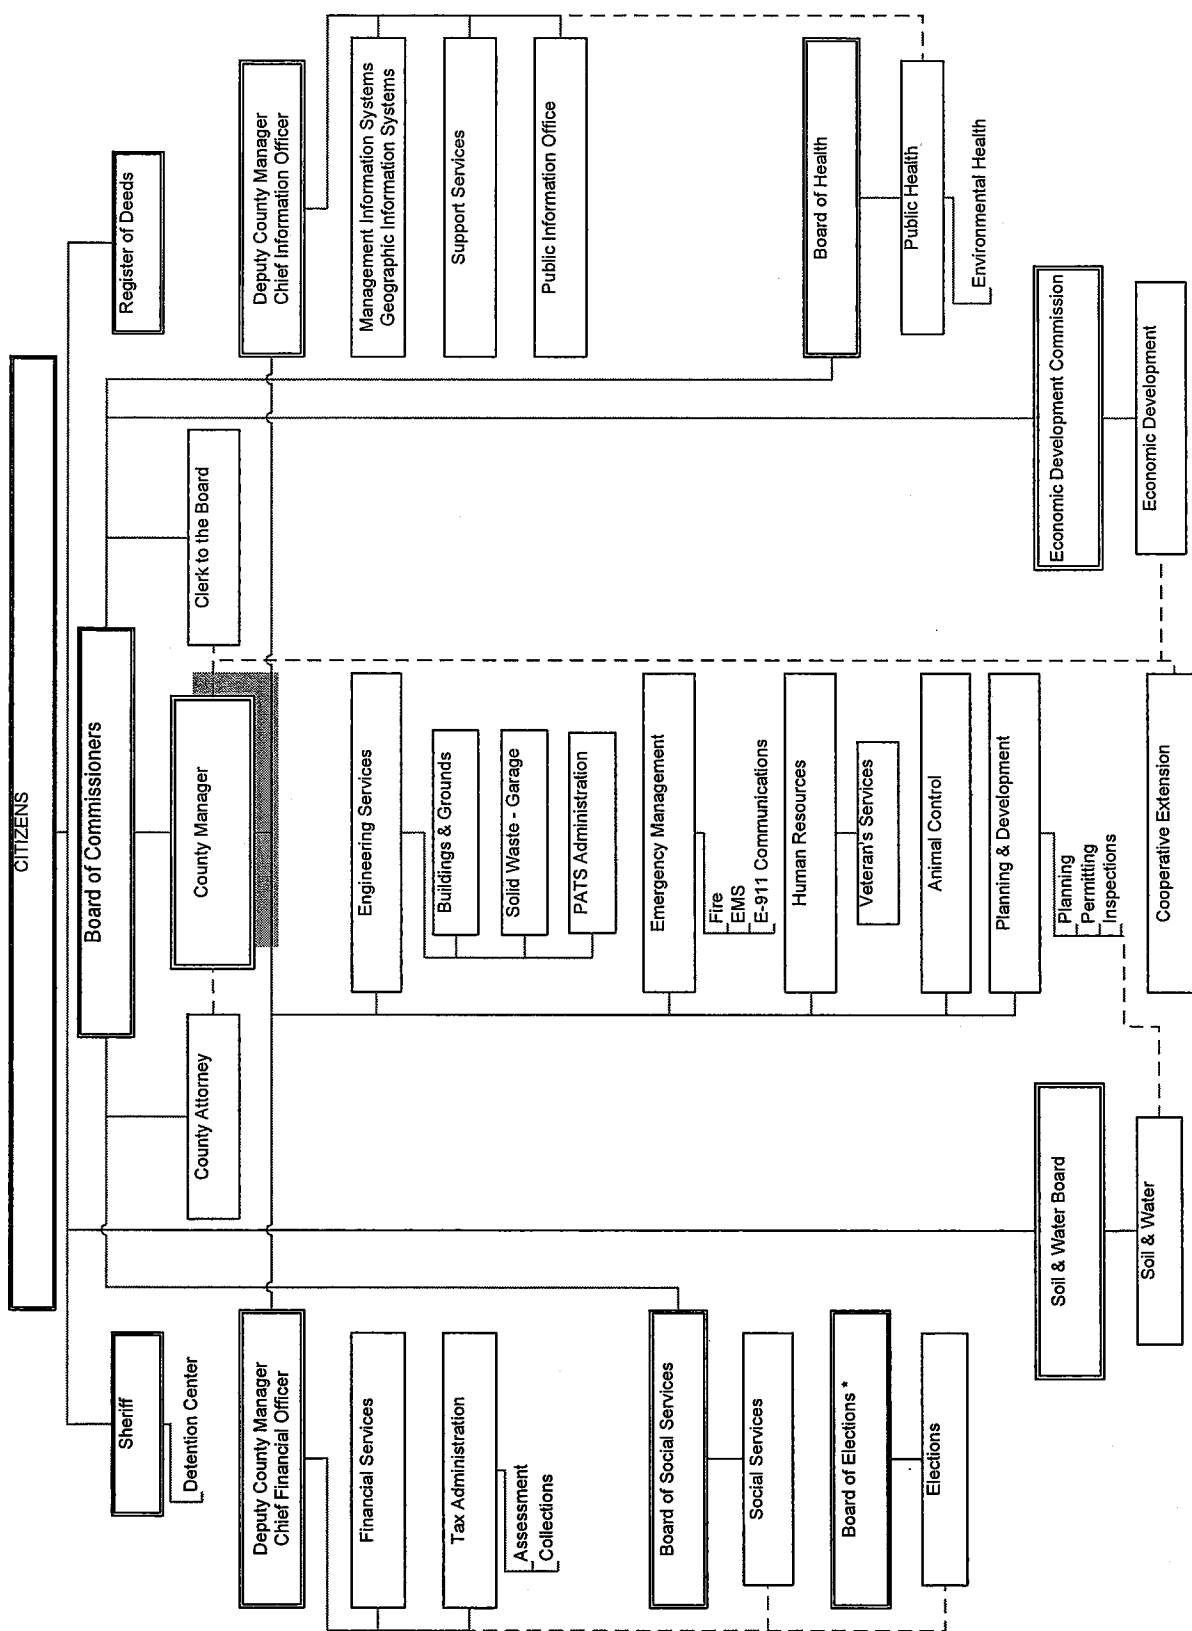 CITIZENS
Sheriff
Detention Center
Board of Commissioners
Register of Deeds
County Attorney
County Manager
Clerk to the Board
Deputy County Manager
Chief Financial Officer
Financial Services
Tax Administration
Assessment
Collections
Board of Social Services
Social Services
Board of Elections *
Elections
Soil & Water Board
Soil & Water
Engineering Services
Buildings & Grounds
Solid Waste - Garage
PATS Administration
Emergency Management
Fire
EMS
E-911 Communications
Human Resources
Veteran's Services
Animal Control
Planning & Development
Planning
Permitting
Inspections
Cooperative Extension
Deputy County Manager
Chief Information Officer
Management Information Systems
Geographic Information Systems
Support Services
Public Information Office
Board of Health
Public Health
Environmental Health
Economic Development Commission
Economic Development